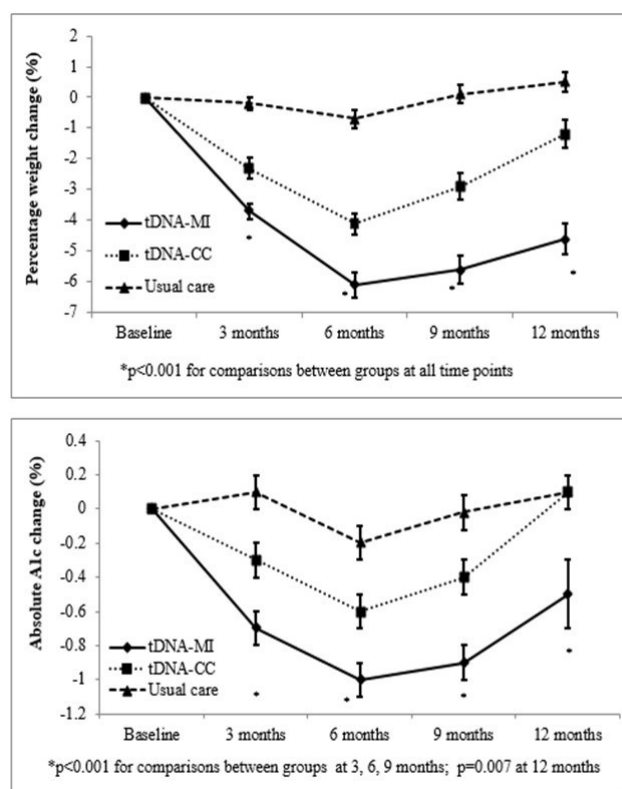 2
1
0
-1
-2
-3
-4
-5
-6
-7
Percentage weight change (%)
tDNA-MI
tDNA-CC
Usual care
*
*
*
*
Baseline 3 months 6 months 9 months 12 months
*p<0.001 for comparisons between groups at all time points
0.4
0.2
0
-0.2
-0.4
-0.6
-0.8
-1
-1.2
Absolute A1c change (%)
tDNA-MI
tDNA-CC
Usual care
*
*
*
*
Baseline 3 months 6 months 9 months 12 months
*p<0.001 for comparisons between groups at 3, 6, 9 months; p=0.007 at 12 months